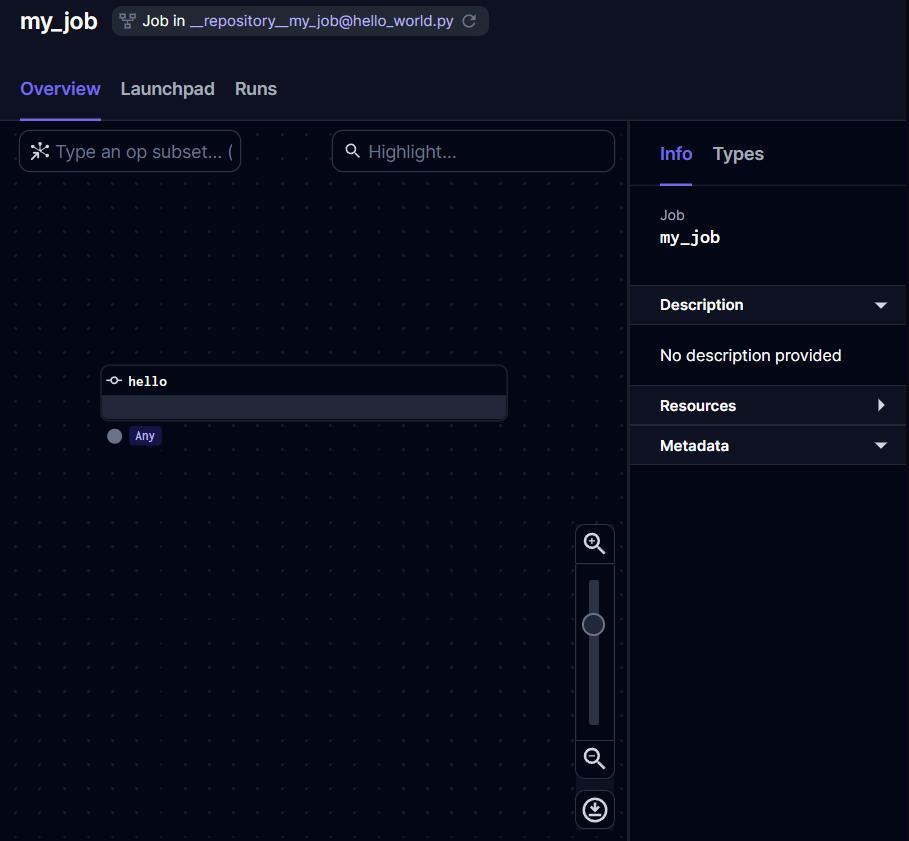 my_job
Job in __repository__my_job@hello_world.py
Overview Launchpad Runs
Type an op subset... (
Highlight...
Info Types
Job
my_job
Description
No description provided
Resources
Metadata
hello
Any